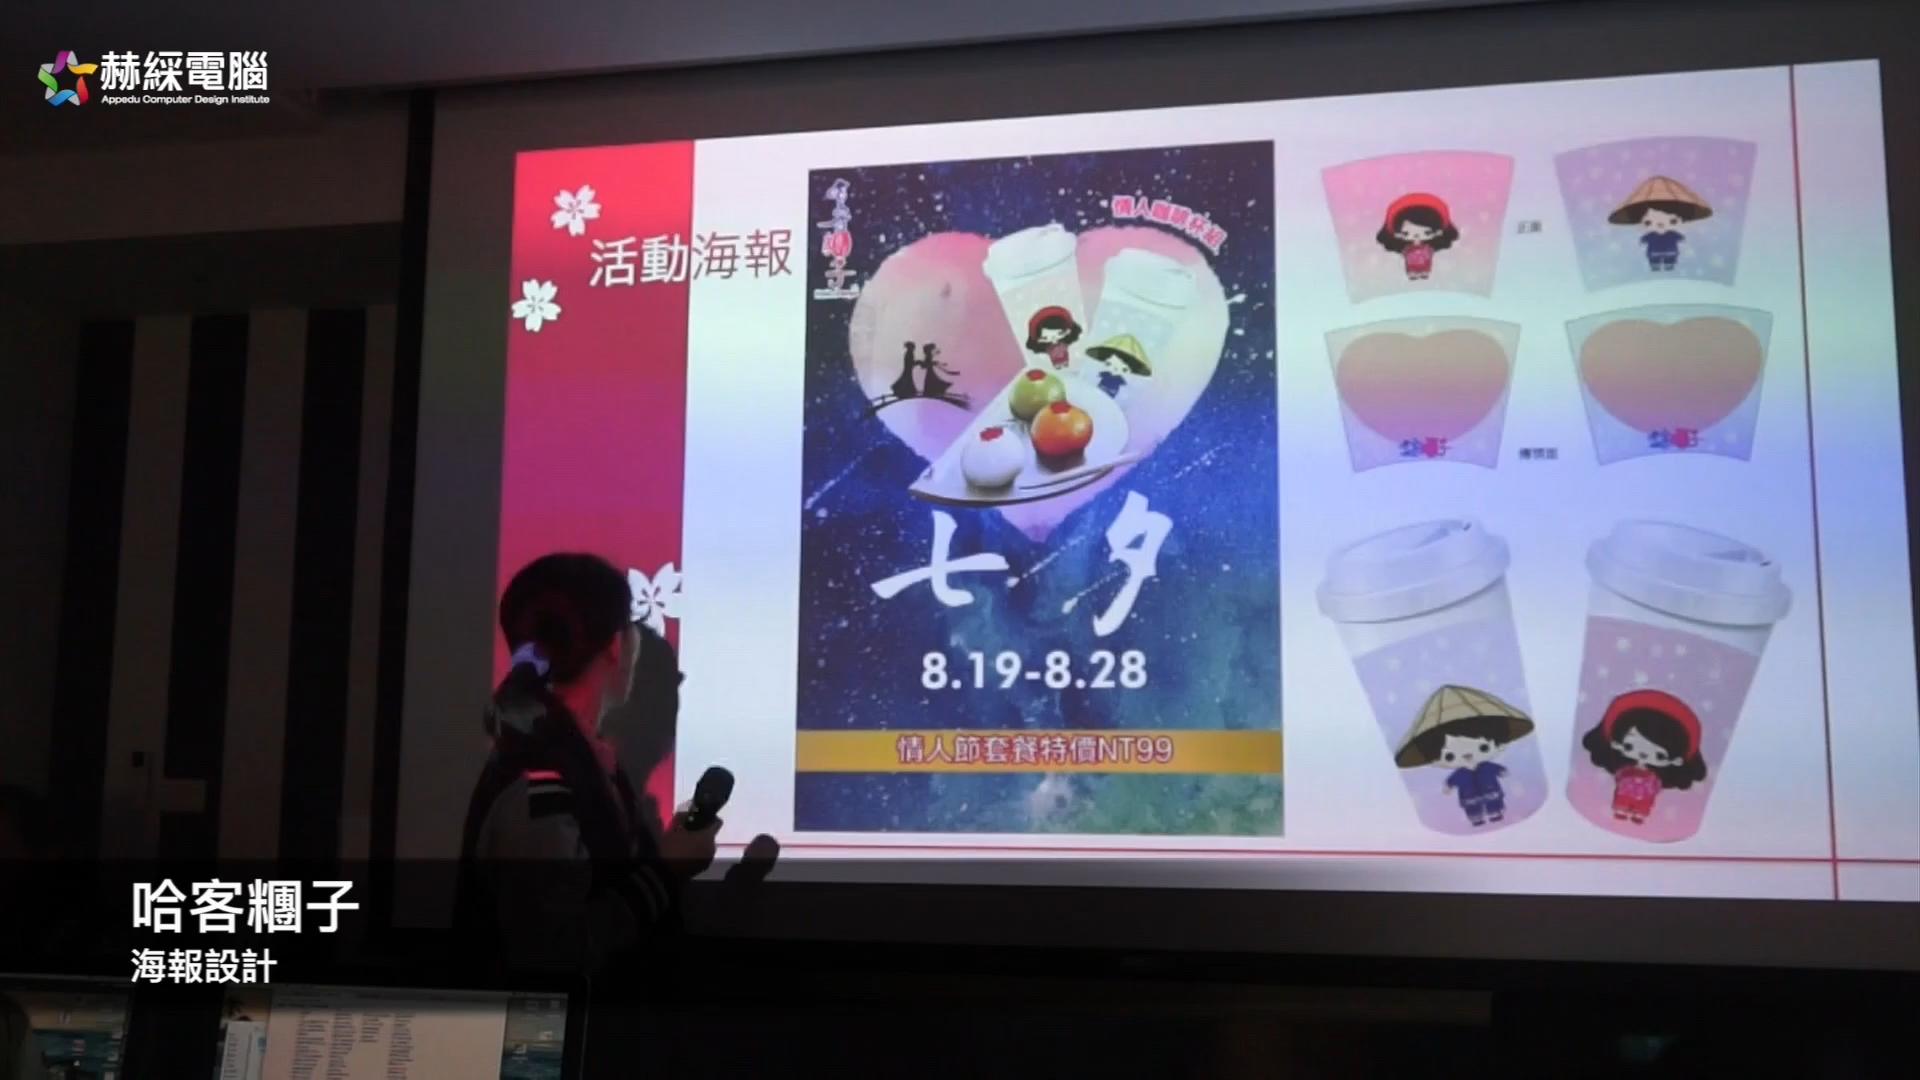 赫綵電腦
Appedu Computer Design Institute
活動海報
情人咖啡杯組
正面
七夕
8.19-8.28
情人節套餐特價NT99
哈客糰子
海報設計